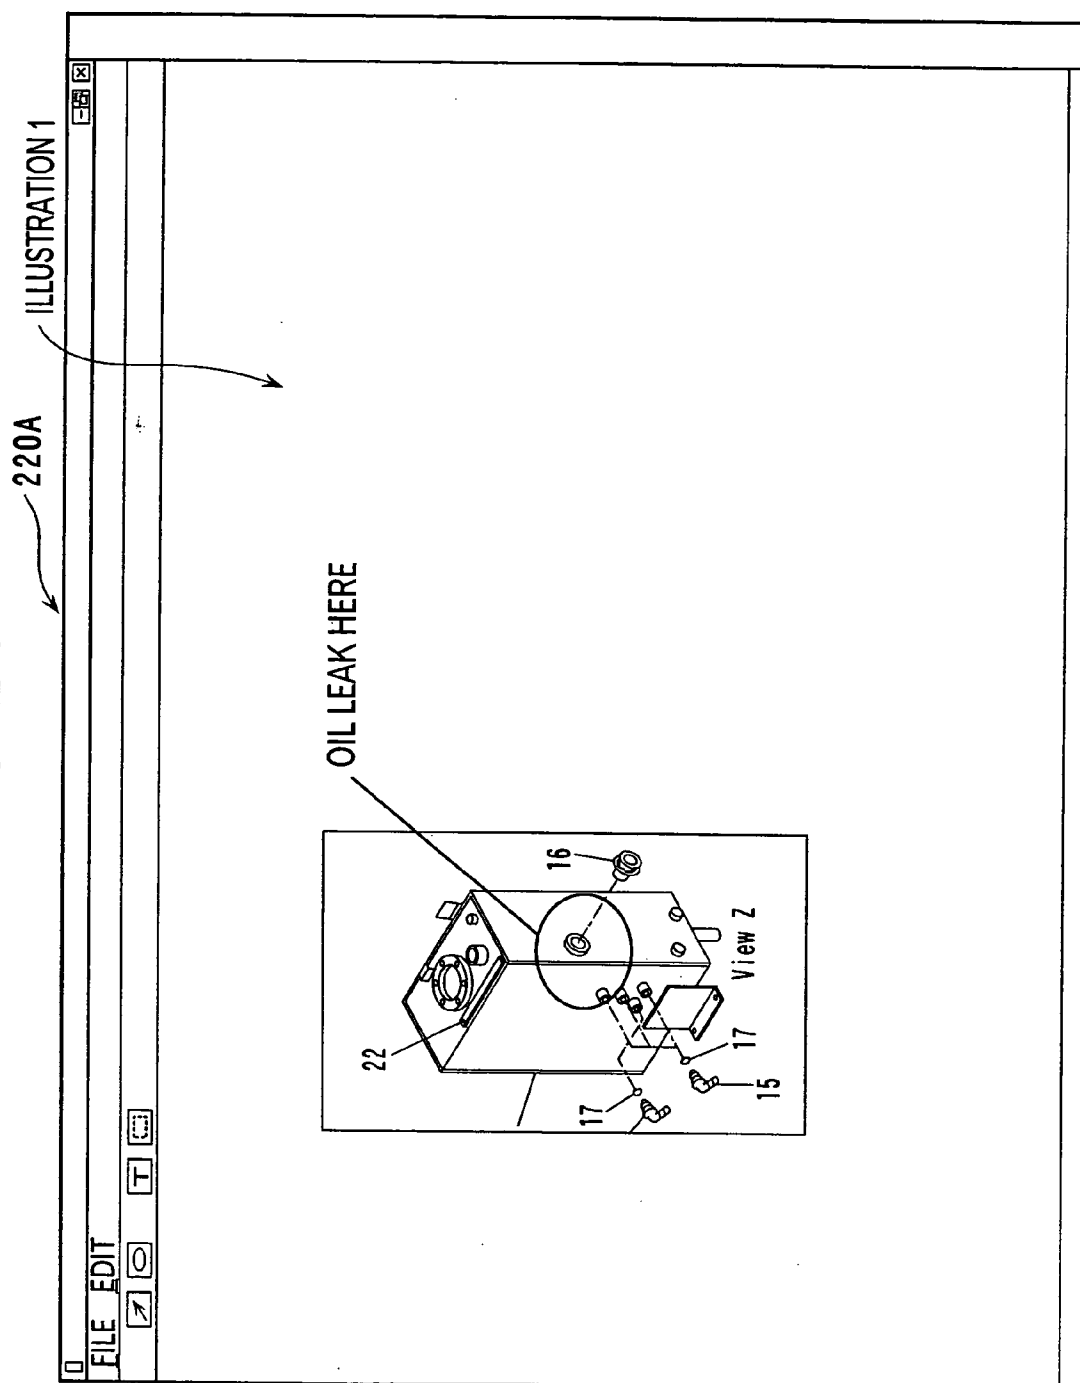 220A
ILLUSTRATION 1
FILE EDIT
T
OIL LEAK HERE
22
16
17
17
15
View Z